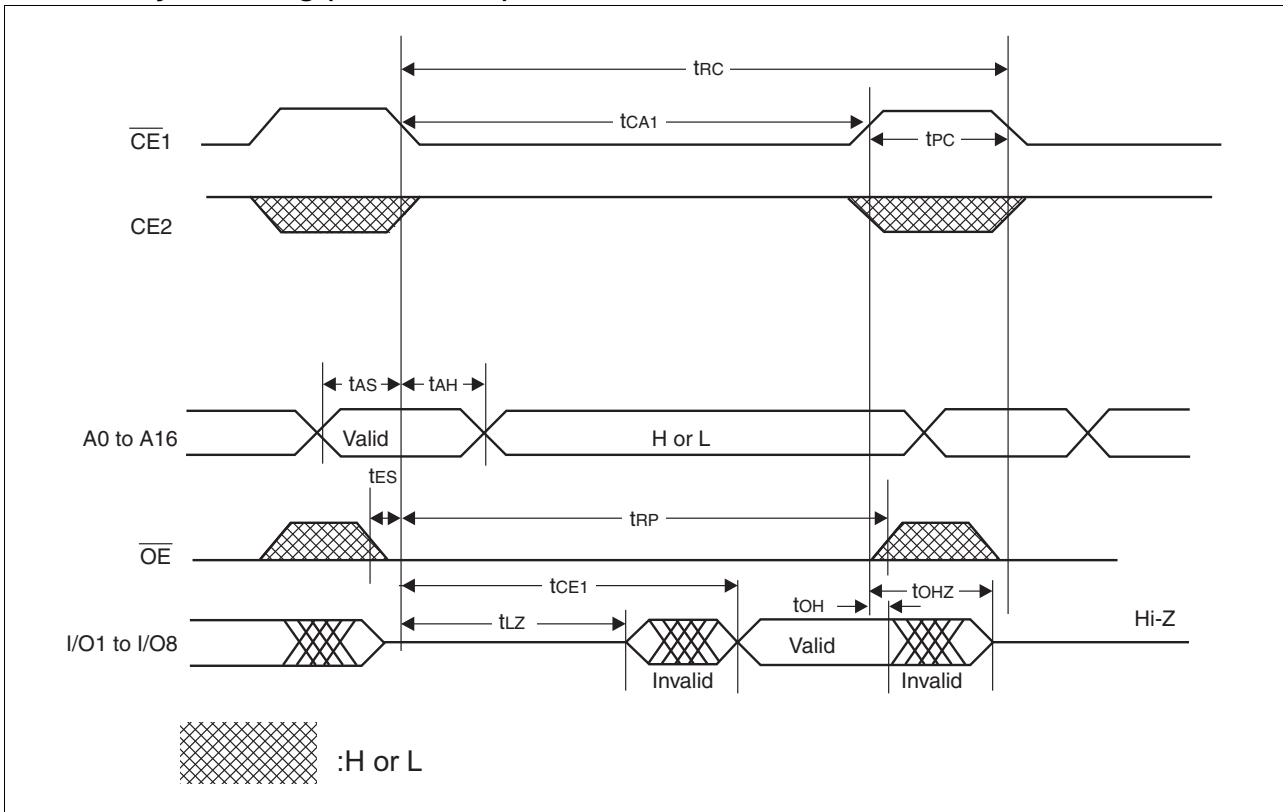 tRC
tCA1
CE1
tPC
CE2
tAS
tAH
A0 to A16
Valid
H or L
tES
tRP
OE
tCE1
tOH
tOHZ
tLZ
Hi-Z
I/O1 to I/O8
Valid
Invalid
Invalid
:H or L